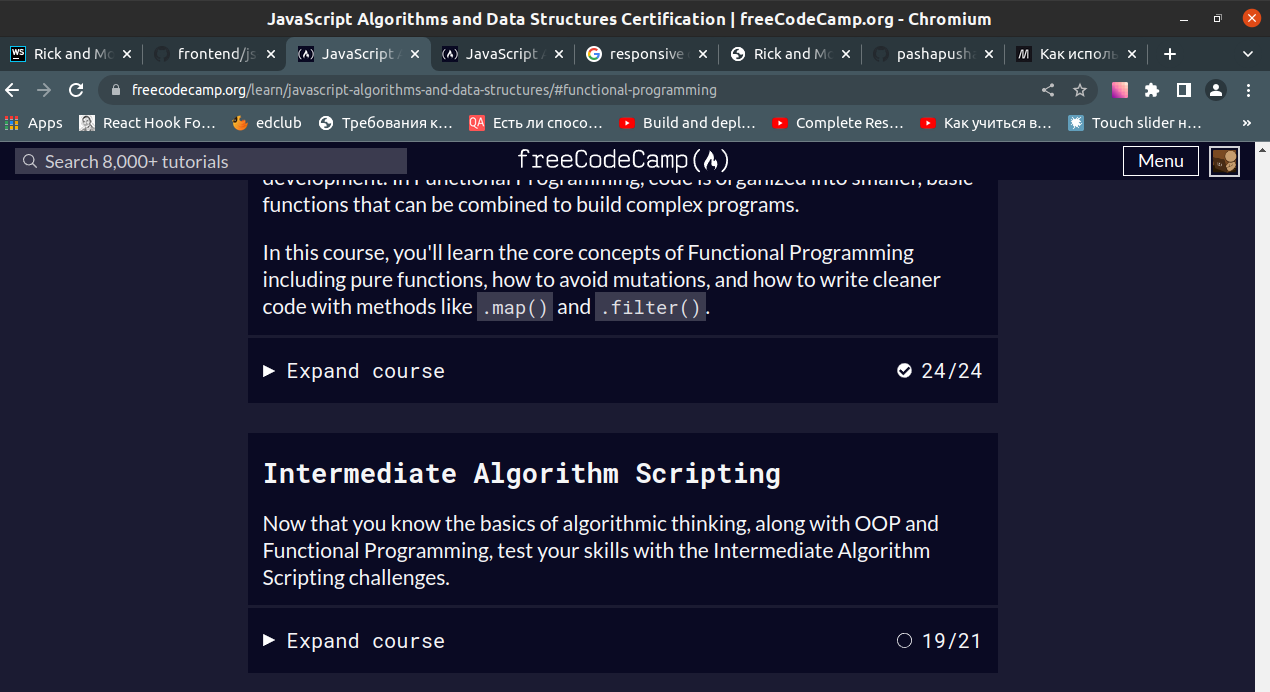 JavaScript Algorithms and Data Structures Certification | freeCodeCamp.org - Chromium
WS Rick and Mo frontend/js JavaScript A JavaScript A responsive Rick and Mo pashapush Как исполь
freecodecamp.org/learn/javascript-algorithms-and-data-structures/#functional-programming
Apps React Hook Fo... edclub Требования к... QA Есть ли спосо... Build and depl... Complete Res... Как учиться в... Touch slider н... »
Search 8,000+ tutorials freeCodeCamp Menu
development. In Functional Programming, code is organized into smaller, basic
functions that can be combined to build complex programs.
In this course, you'll learn the core concepts of Functional Programming
including pure functions, how to avoid mutations, and how to write cleaner
code with methods like .map() and .filter().
Expand course 24/24
Intermediate Algorithm Scripting
Now that you know the basics of algorithmic thinking, along with OOP and
Functional Programming, test your skills with the Intermediate Algorithm
Scripting challenges.
Expand course 19/21